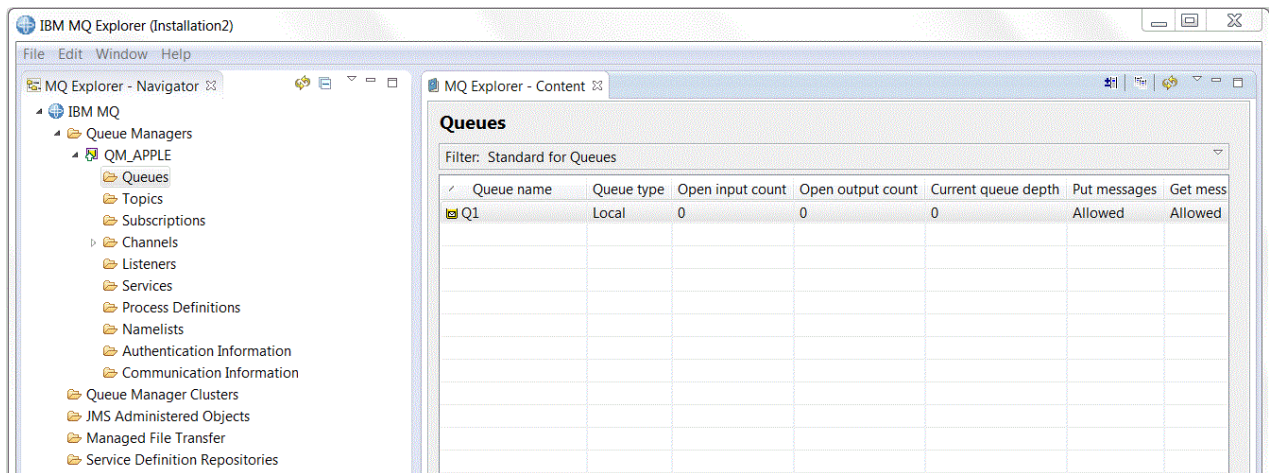 IBM MQ Explorer (Installation2)
File Edit Window Help
MQ Explorer - Navigator
IBM MQ
Queue Managers
QM_APPLE
Queues
Topics
Subscriptions
Channels
Listeners
Services
Process Definitions
Namelists
Authentication Information
Communication Information
Queue Manager Clusters
JMS Administered Objects
Managed File Transfer
Service Definition Repositories
MQ Explorer - Content
Queues
Filter: Standard for Queues
Queue name Queue type Open input count Open output count Current queue depth Put messages Get mess
Q1 Local 0 0 0 Allowed Allowed